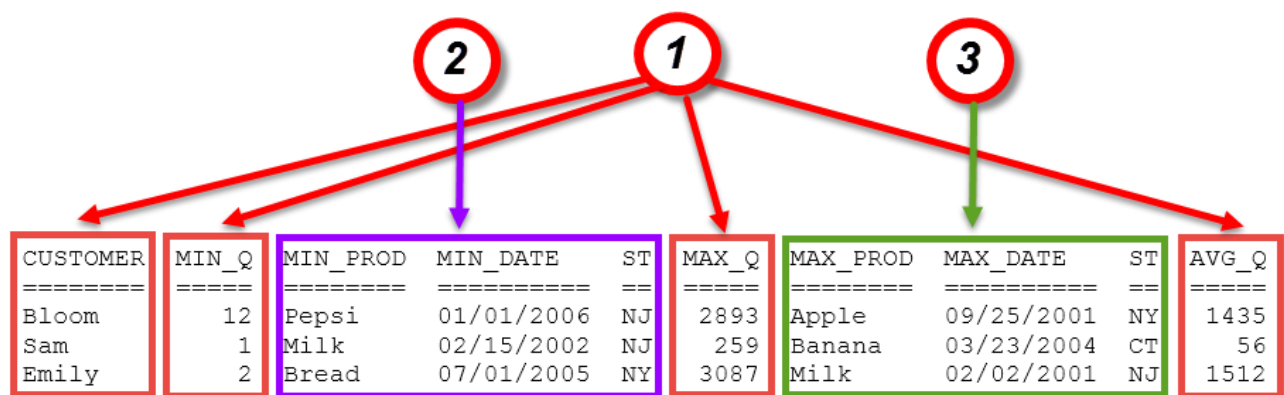 2 1 3
CUSTOMER MIN_Q MIN_PROD MIN_DATE ST MAX_Q MAX_PROD MAX_DATE ST AVG_Q
======== ===== ======== ========== == ===== ======== ========== == =====
Bloom 12 Pepsi 01/01/2006 NJ 2893 Apple 09/25/2001 NY 1435
Sam 1 Milk 02/15/2002 NJ 259 Banana 03/23/2004 CT 56
Emily 2 Bread 07/01/2005 NY 3087 Milk 02/02/2001 NJ 1512